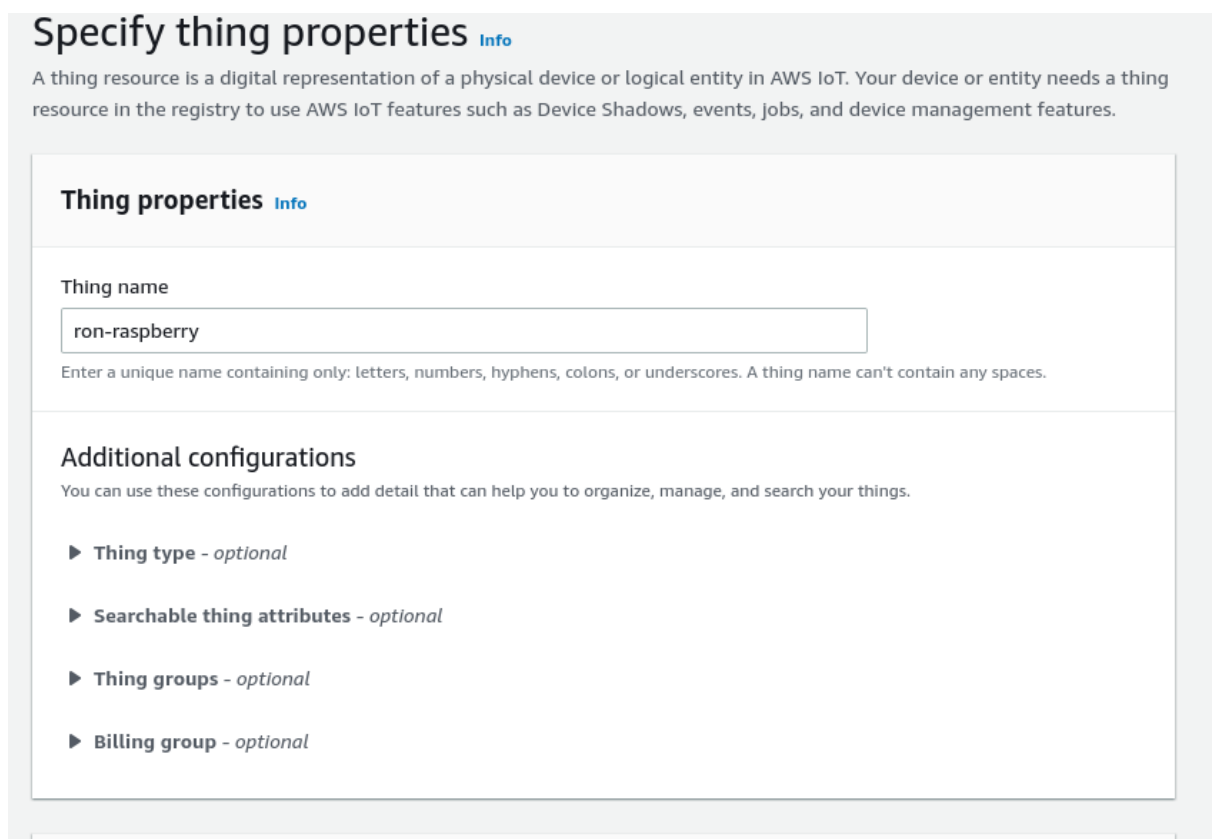 Specify thing properties Info
A thing resource is a digital representation of a physical device or logical entity in AWS IoT. Your device or entity needs a thing
resource in the registry to use AWS IoT features such as Device Shadows, events, jobs, and device management features.
Thing properties Info
Thing name
ron-raspberry
Enter a unique name containing only: letters, numbers, hyphens, colons, or underscores. A thing name can't contain any spaces.
Additional configurations
You can use these configurations to add detail that can help you to organize, manage, and search your things.
Thing type - optional
Searchable thing attributes - optional
Thing groups - optional
Billing group - optional